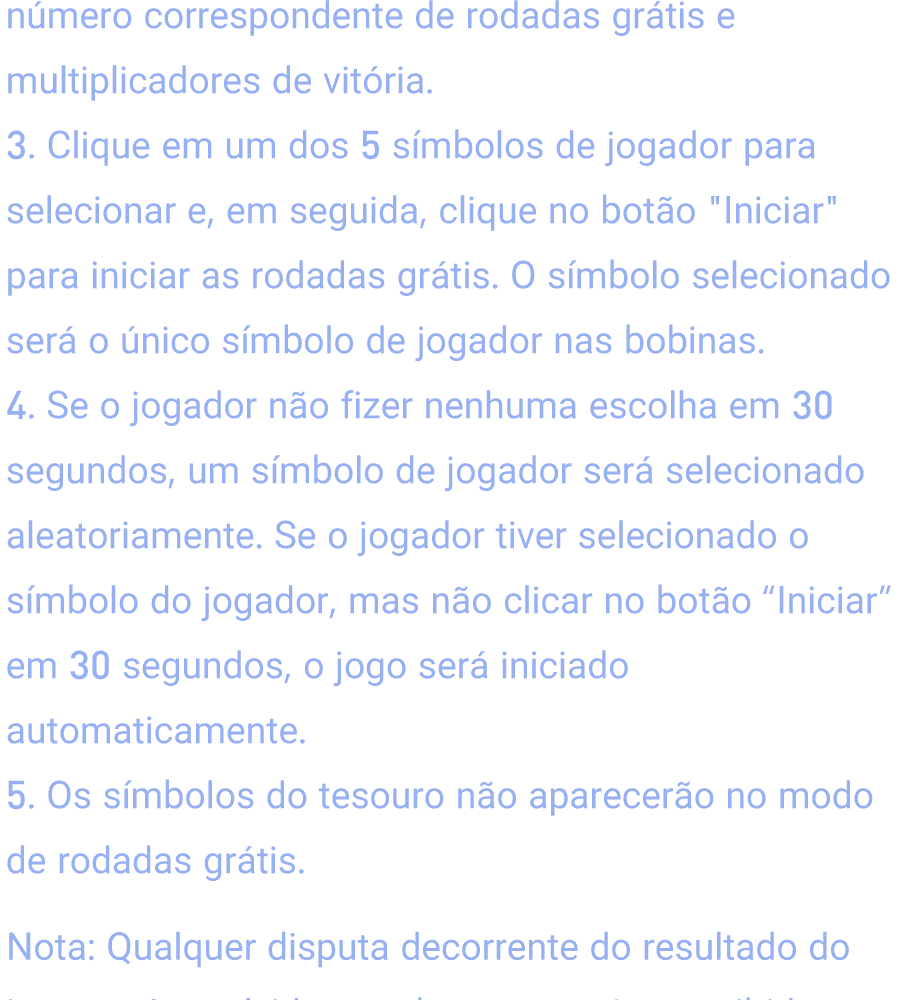 número correspondente de rodadas grátis e
multiplicadores de vitória.
3. Clique em um dos 5 símbolos de jogador para
selecionar e, em seguida, clique no botão "Iniciar"
para iniciar as rodadas grátis. O símbolo selecionado
será o único símbolo de jogador nas bobinas.
4. Se o jogador não fizer nenhuma escolha em 30
segundos, um símbolo de jogador será selecionado
aleatoriamente. Se o jogador tiver selecionado o
símbolo do jogador, mas não clicar no botão “Iniciar”
em 30 segundos, o jogo será iniciado
automaticamente.
5. Os símbolos do tesouro não aparecerão no modo
de rodadas grátis.
Nota: Qualquer disputa decorrente do resultado do